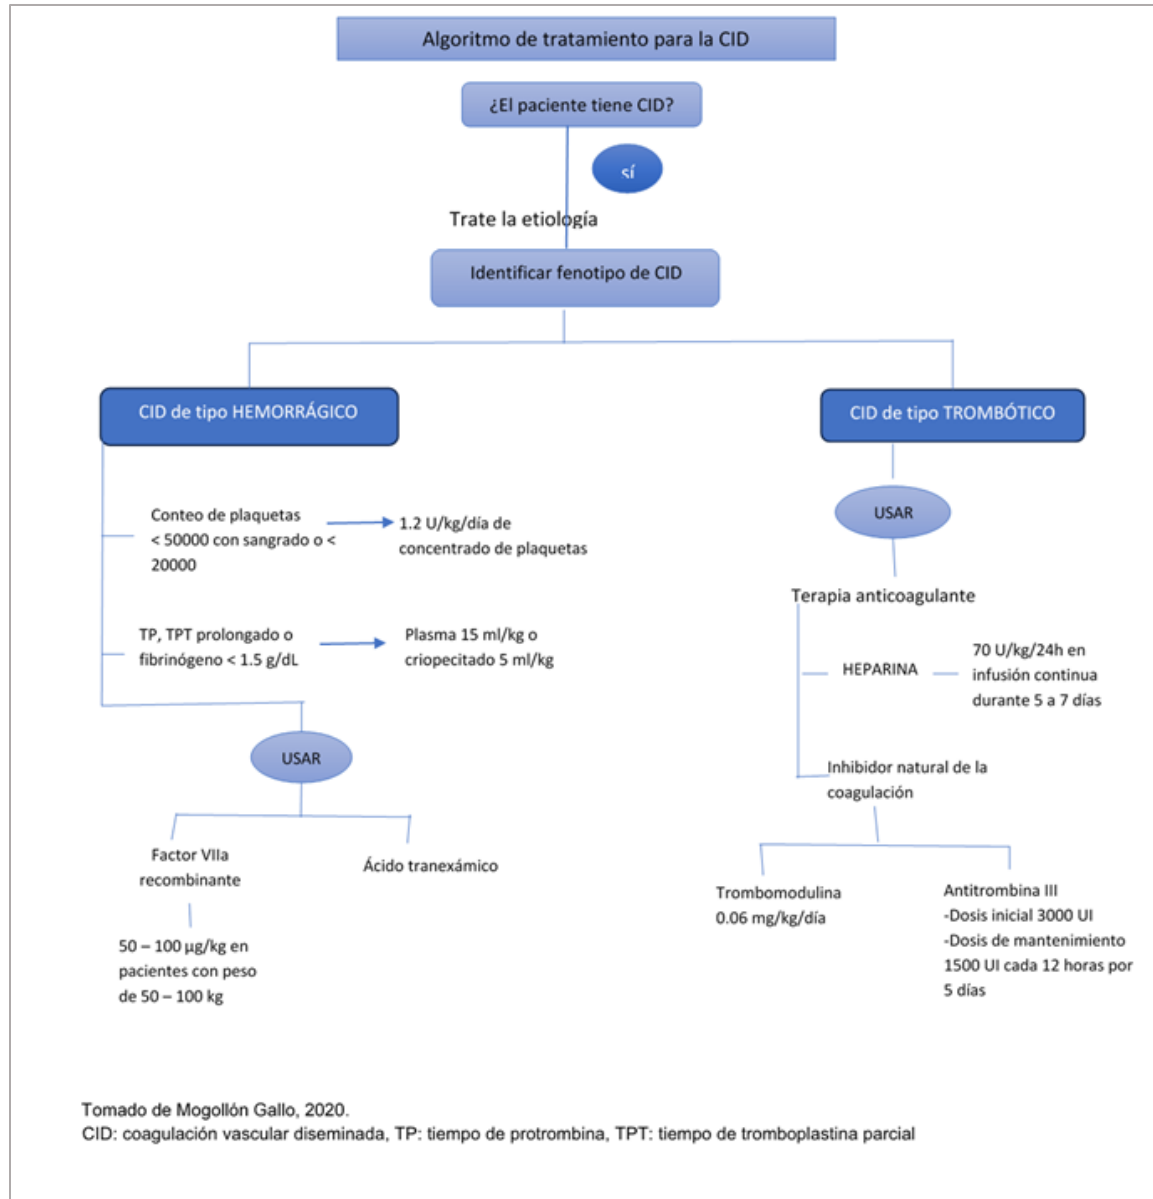 Algoritmo de tratamiento para la CID
¿El paciente tiene CID?
sí
Trate la etiología
Identificar fenotipo de CID
CID de tipo HEMORRÁGICO
Conteo de plaquetas
< 50000 con sangrado o <
20000
1.2 U/kg/día de
concentrado de plaquetas
TP, TPT prolongado o
fibrinógeno < 1.5 g/dL
Plasma 15 ml/kg o
criopecitado 5 ml/kg
USAR
Factor VIIa
recombinante
50 – 100 µg/kg en
pacientes con peso
de 50 – 100 kg
Ácido tranexámico
CID de tipo TROMBÓTICO
USAR
Terapia anticoagulante
HEPARINA
70 U/kg/24h en
infusión continua
durante 5 a 7 días
Inhibidor natural de la
coagulación
Trombomodulina
0.06 mg/kg/día
Antitrombina III
-Dosis inicial 3000 UI
-Dosis de mantenimiento
1500 UI cada 12 horas por
5 días
Tomado de Mogollón Gallo, 2020.
CID: coagulación vascular diseminada, TP: tiempo de protrombina, TPT: tiempo de tromboplastina parcial